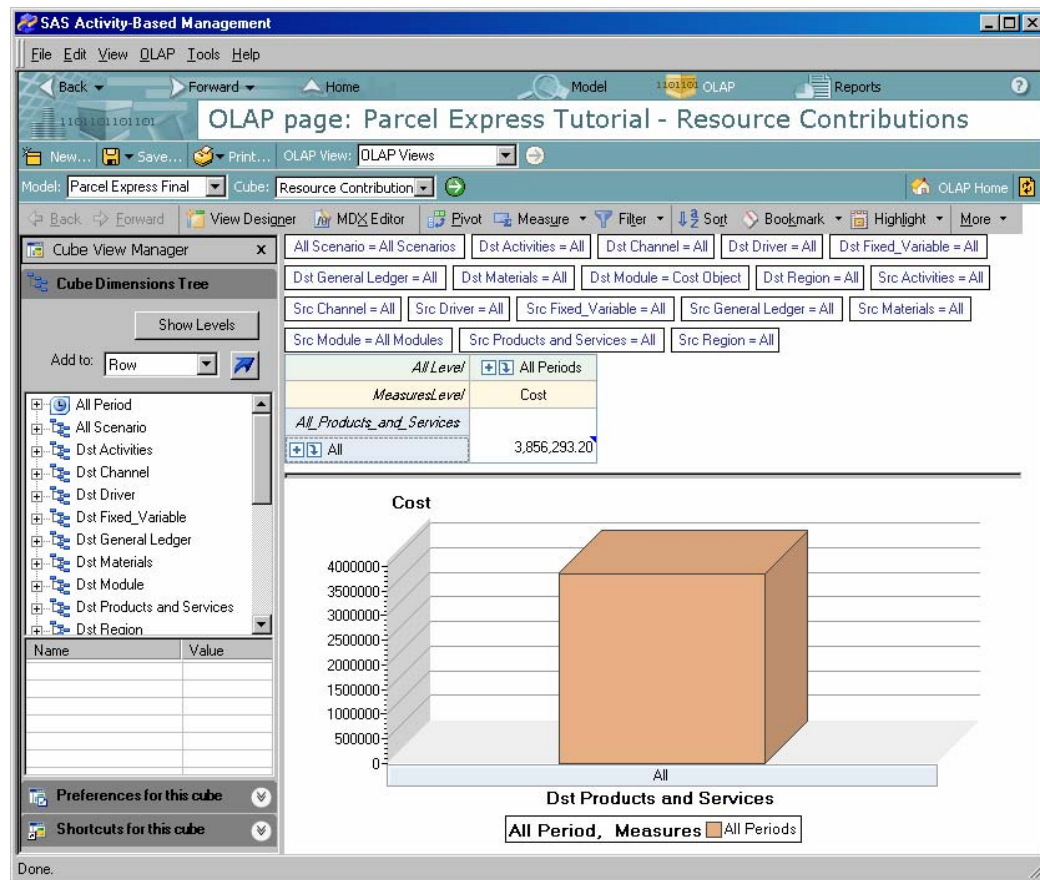 SAS Activity-Based Management
File Edit View OLAP Tools Help
Back Forward Home Model 1101101 OLAP Reports ?
1101101101101 OLAP page: Parcel Express Tutorial - Resource Contributions
New... Save... Print... OLAP View: OLAP Views
Model: Parcel Express Final Cube: Resource Contribution OLAP Home
Back Forward View Designer MDX Editor Pivot Measure Filter Sort Bookmark Highlight More
Cube View Manager x
Cube Dimensions Tree
Show Levels
Add to: Row
All Period
All Scenario
Dst Activities
Dst Channel
Dst Driver
Dst Fixed_Variable
Dst General Ledger
Dst Materials
Dst Module
Dst Products and Services
Dst Region
Name Value
Preferences for this cube
Shortcuts for this cube
All Scenario = All Scenarios Dst Activities = All Dst Channel = All Dst Driver = All Dst Fixed_Variable = All
Dst General Ledger = All Dst Materials = All Dst Module = Cost Object Dst Region = All Src Activities = All
Src Channel = All Src Driver = All Src Fixed_Variable = All Src General Ledger = All Src Materials = All
Src Module = All Modules Src Products and Services = All Src Region = All
All Level All Periods
MeasuresLevel Cost
All_Products_and_Services
All 3,856,293.20
Cost
4000000
3500000
3000000
2500000
2000000
1500000
1000000
500000
0
All
Dst Products and Services
All Period, Measures All Periods
Done.